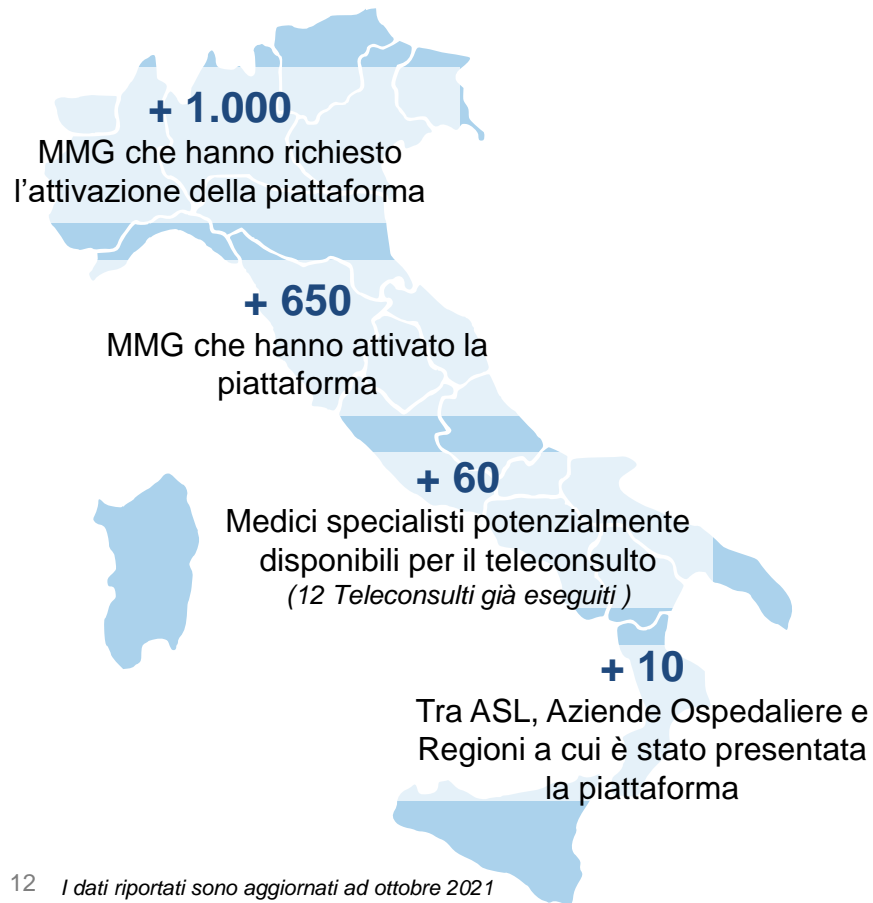 + 1.000
MMG che hanno richiesto
l’attivazione della piattaforma
+ 650
MMG che hanno attivato la
piattaforma
+ 60
Medici specialisti potenzialmente
disponibili per il teleconsulto
(12 Teleconsulti già eseguiti )
+ 10
Tra ASL, Aziende Ospedaliere e
Regioni a cui è stato presentata
la piattaforma
12 I dati riportati sono aggiornati ad ottobre 2021